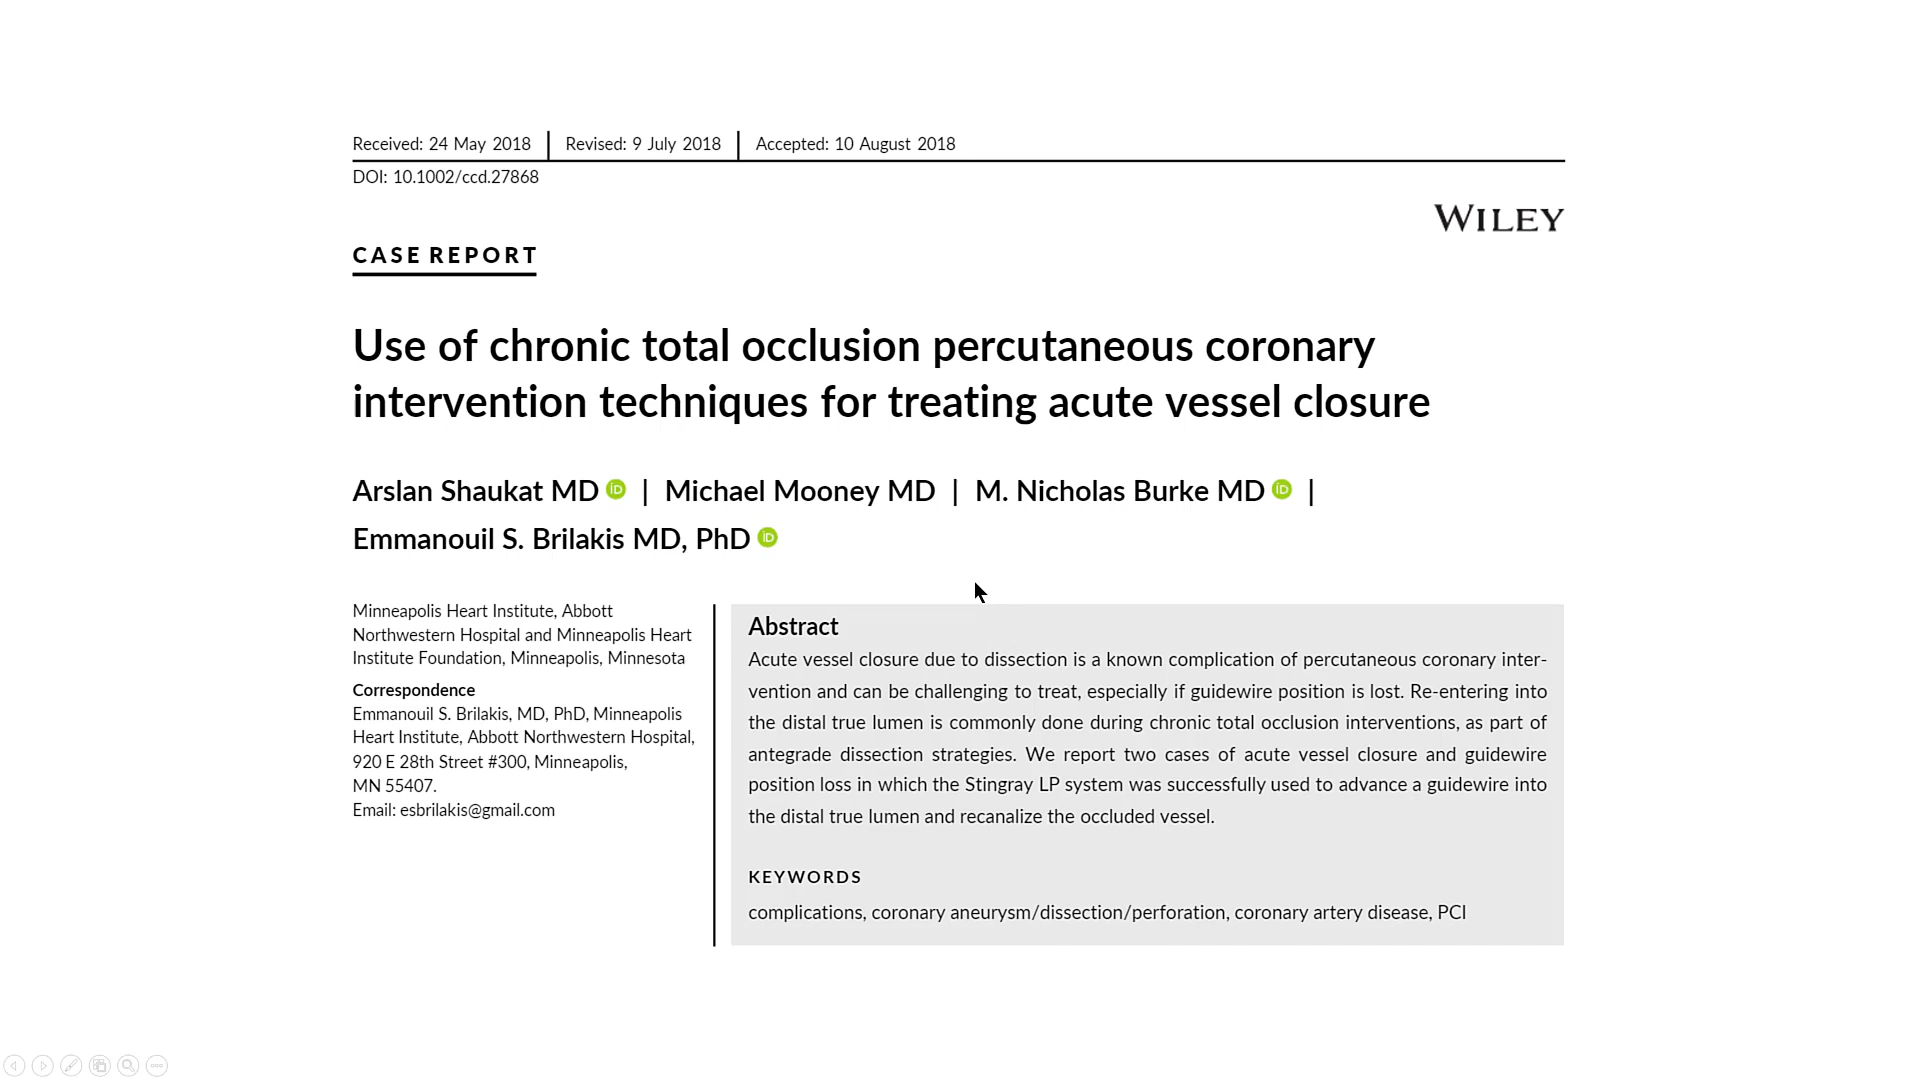 Received: 24 May 2018 | Revised: 9 July 2018 | Accepted: 10 August 2018
DOI: 10.1002/ccd.27868
WILEY
CASE REPORT
Use of chronic total occlusion percutaneous coronary
intervention techniques for treating acute vessel closure
Arslan Shaukat MD iD | Michael Mooney MD | M. Nicholas Burke MD iD |
Emmanouil S. Brilakis MD, PhD iD
Minneapolis Heart Institute, Abbott
Northwestern Hospital and Minneapolis Heart
Institute Foundation, Minneapolis, Minnesota
Correspondence
Emmanouil S. Brilakis, MD, PhD, Minneapolis
Heart Institute, Abbott Northwestern Hospital,
920 E 28th Street #300, Minneapolis,
MN 55407.
Email: esbrilakis@gmail.com
Abstract
Acute vessel closure due to dissection is a known complication of percutaneous coronary inter-
vention and can be challenging to treat, especially if guidewire position is lost. Re-entering into
the distal true lumen is commonly done during chronic total occlusion interventions, as part of
antegrade dissection strategies. We report two cases of acute vessel closure and guidewire
position loss in which the Stingray LP system was successfully used to advance a guidewire into
the distal true lumen and recanalize the occluded vessel.
KEYWORDS
complications, coronary aneurysm/dissection/perforation, coronary artery disease, PCI